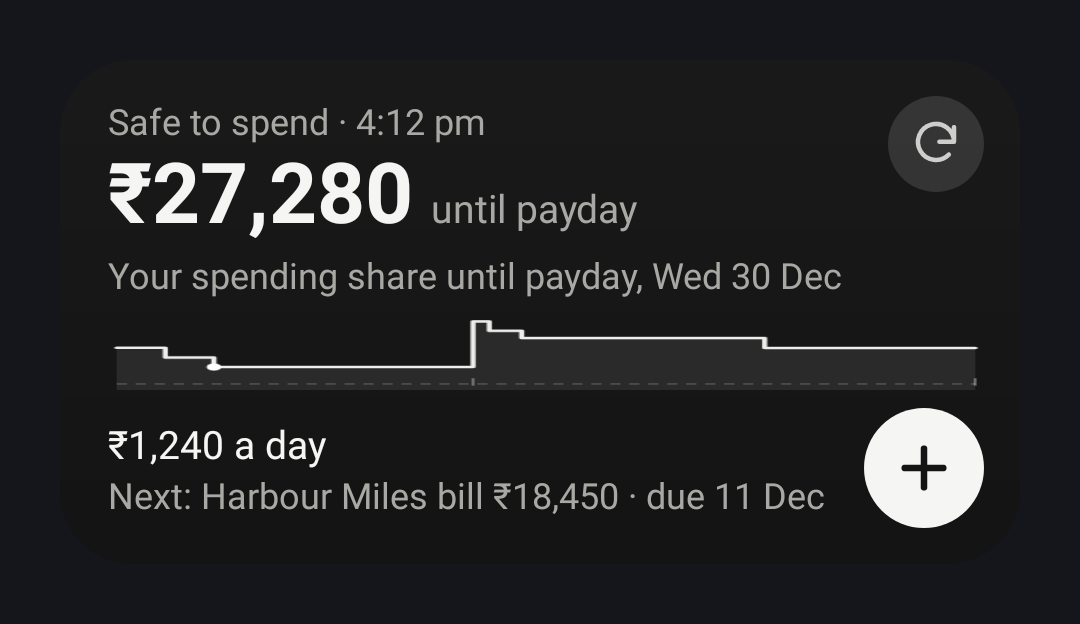 Safe to spend · 4:12 pm
₹27,280 until payday
Your spending share until payday, Wed 30 Dec
₹1,240 a day
Next: Harbour Miles bill ₹18,450 · due 11 Dec